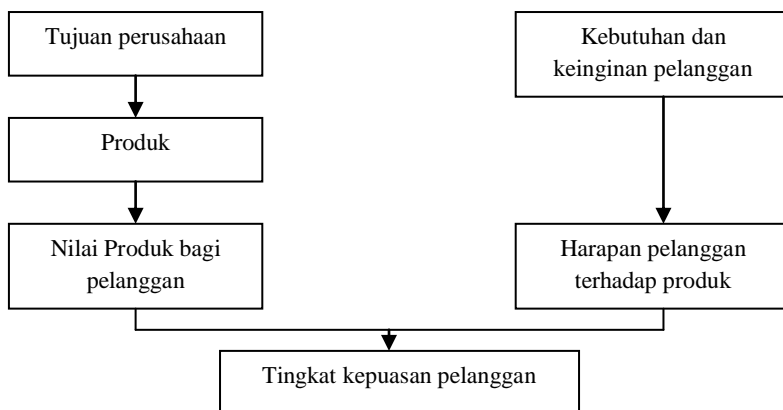 Tujuan perusahaan
Kebutuhan dan
keinginan pelanggan
Produk
Nilai Produk bagi
pelanggan
Harapan pelanggan
terhadap produk
Tingkat kepuasan pelanggan